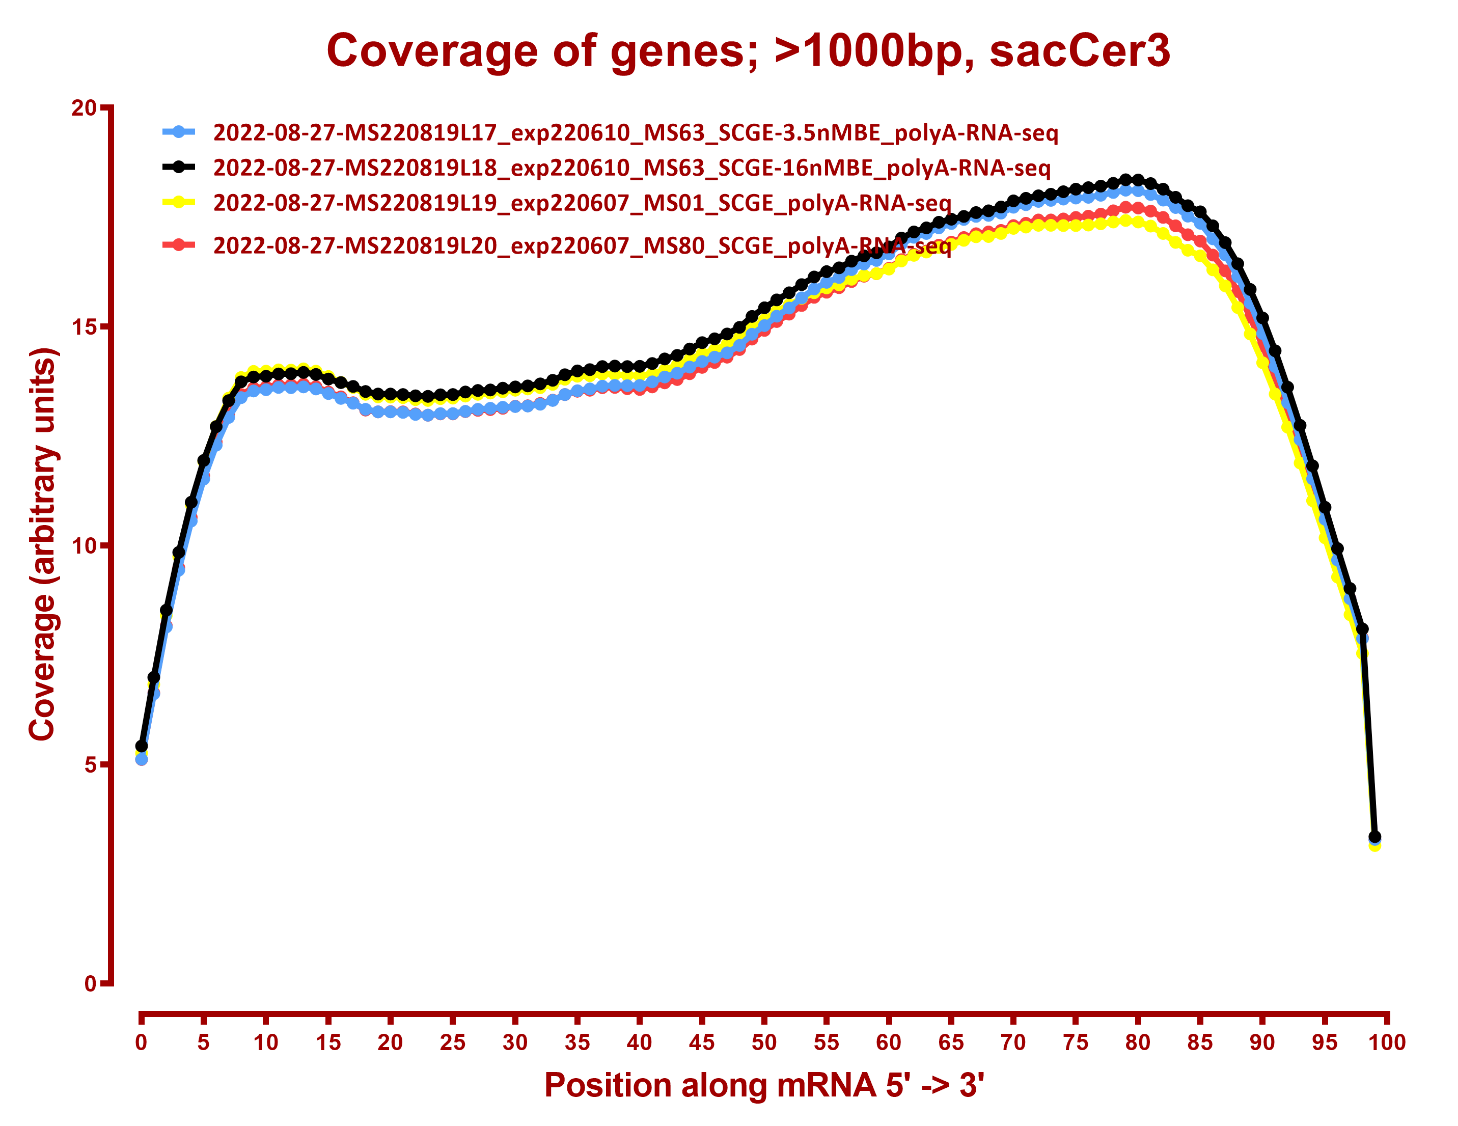 Coverage of genes; >1000bp, sacCer3
20
2022-08-27-MS220819L17_exp220610_MS63_SCGE-3.5nMBE_polyA-RNA-seq
2022-08-27-MS220819L18_exp220610_MS63_SCGE-16nMBE_polyA-RNA-seq
2022-08-27-MS220819L19_exp220607_MS01_SCGE_polyA-RNA-seq
2022-08-27-MS220819L20_exp220607_MS80_SCGE_polyA-RNA-seq
15
10
5
0
Coverage (arbitrary units)
0 5 10 15 20 25 30 35 40 45 50 55 60 65 70 75 80 85 90 95 100
Position along mRNA 5' -> 3'